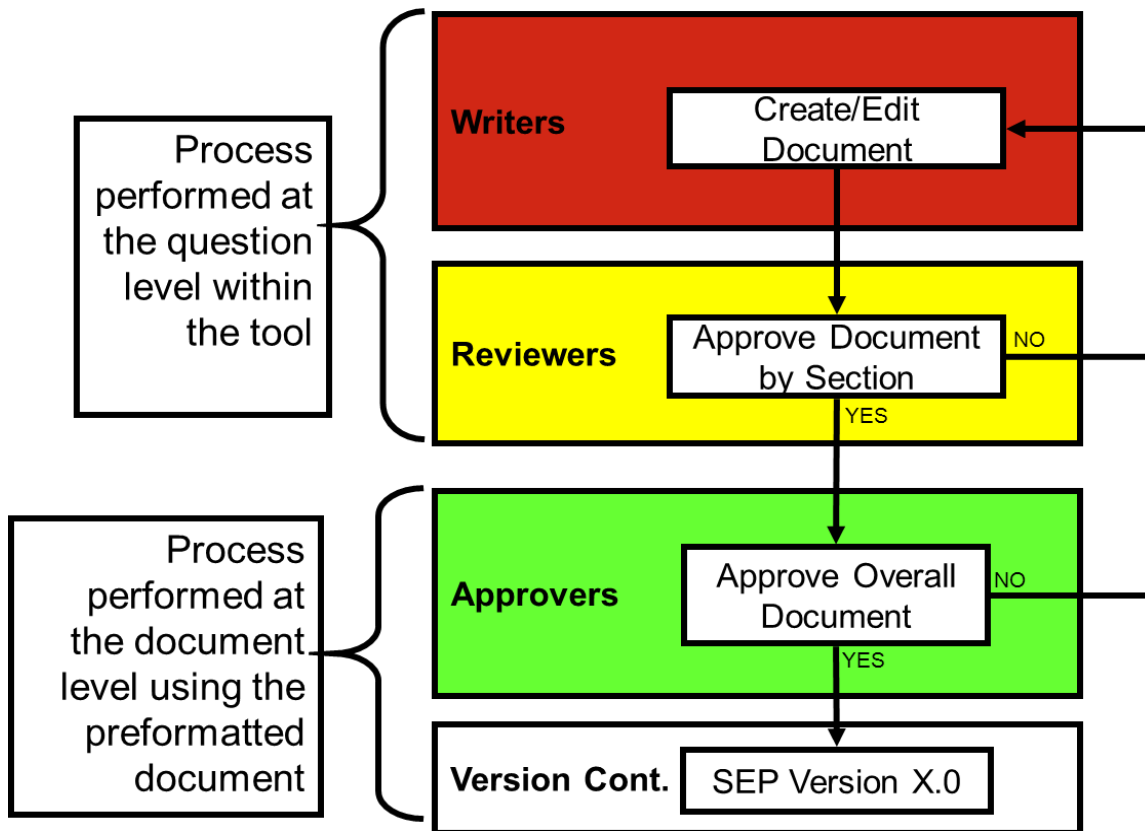 Process
performed at
the question
level within
the tool
Writers
Create/Edit
Document
Reviewers
Approve Document
by Section
NO
YES
Process
performed at
the document
level using the
preformatted
document
Approvers
Approve Overall
Document
NO
YES
Version Cont.
SEP Version X.0